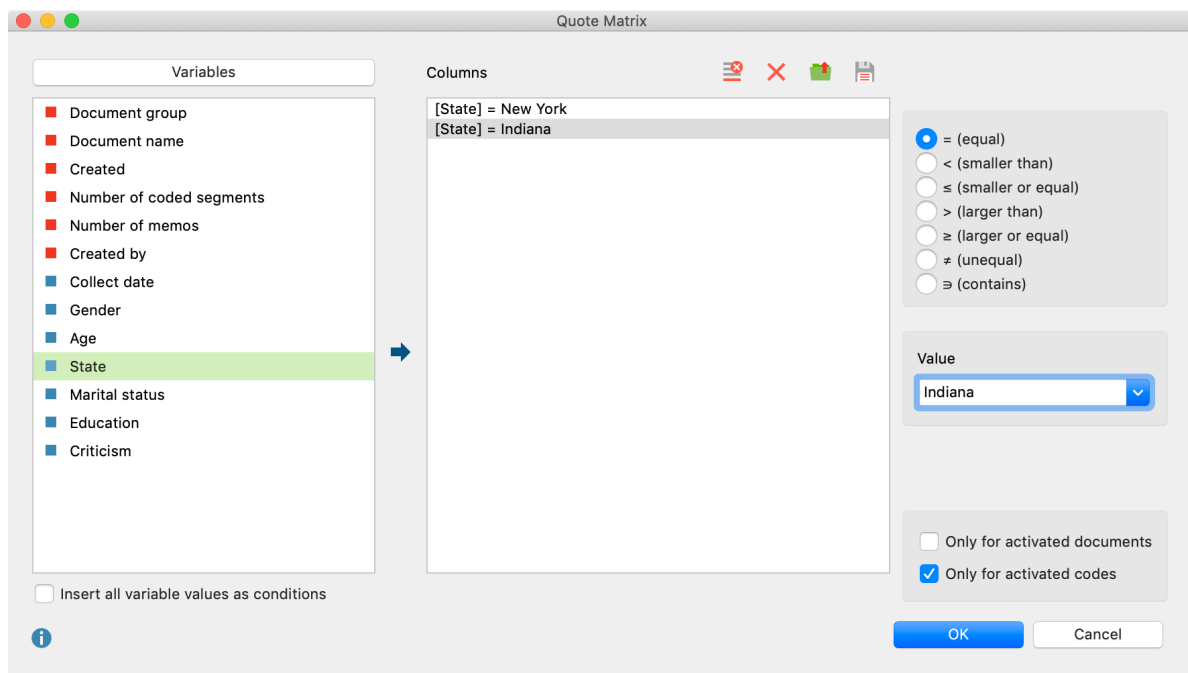 Quote Matrix
Variables
Document group
Document name
Created
Number of coded segments
Number of memos
Created by
Collect date
Gender
Age
State
Marital status
Education
Criticism
Insert all variable values as conditions
Columns
[State] = New York
[State] = Indiana
= (equal)
< (smaller than)
≤ (smaller or equal)
> (larger than)
≥ (larger or equal)
≠ (unequal)
∋ (contains)
Value
Indiana
Only for activated documents
Only for activated codes
OK
Cancel